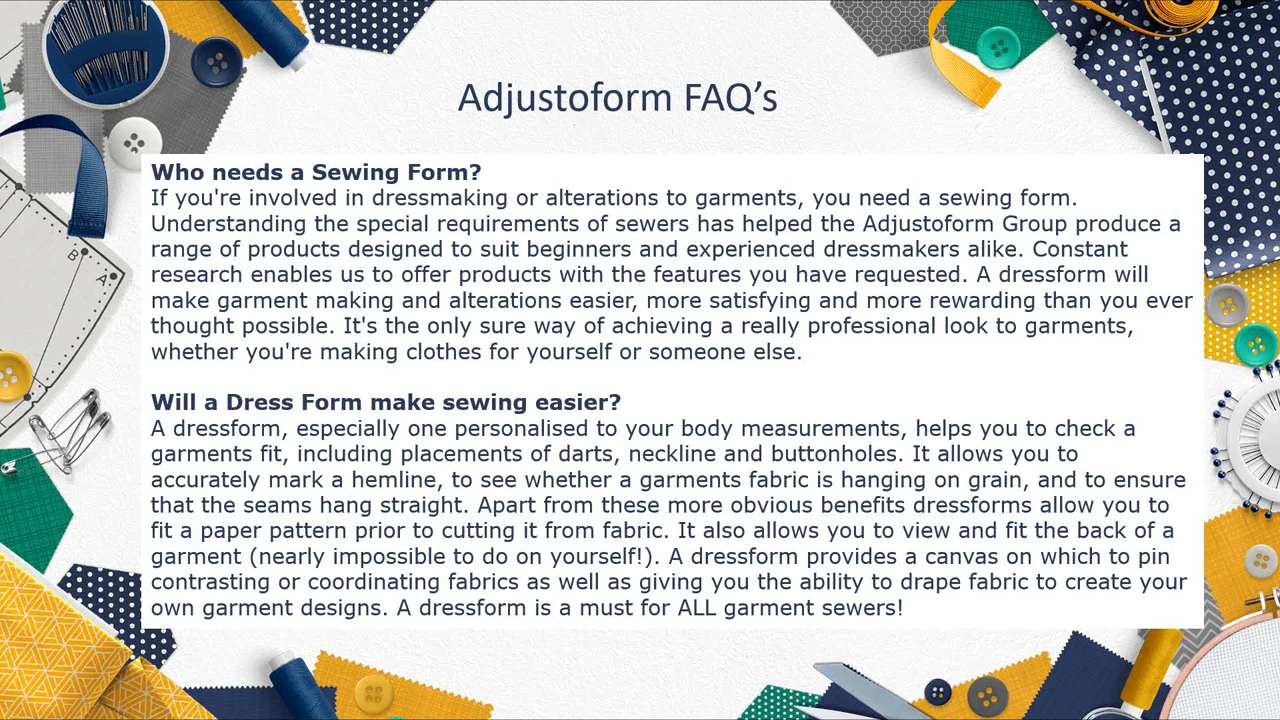 Adjustoform FAQ’s
Who needs a Sewing Form?
If you're involved in dressmaking or alterations to garments, you need a sewing form.
Understanding the special requirements of sewers has helped the Adjustoform Group produce a
range of products designed to suit beginners and experienced dressmakers alike. Constant
research enables us to offer products with the features you have requested. A dressform will
make garment making and alterations easier, more satisfying and more rewarding than you ever
thought possible. It's the only sure way of achieving a really professional look to garments,
whether you're making clothes for yourself or someone else.
Will a Dress Form make sewing easier?
A dressform, especially one personalised to your body measurements, helps you to check a
garments fit, including placements of darts, neckline and buttonholes. It allows you to
accurately mark a hemline, to see whether a garments fabric is hanging on grain, and to ensure
that the seams hang straight. Apart from these more obvious benefits dressforms allow you to
fit a paper pattern prior to cutting it from fabric. It also allows you to view and fit the back of a
garment (nearly impossible to do on yourself!). A dressform provides a canvas on which to pin
contrasting or coordinating fabrics as well as giving you the ability to drape fabric to create your
own garment designs. A dressform is a must for ALL garment sewers!
B
A